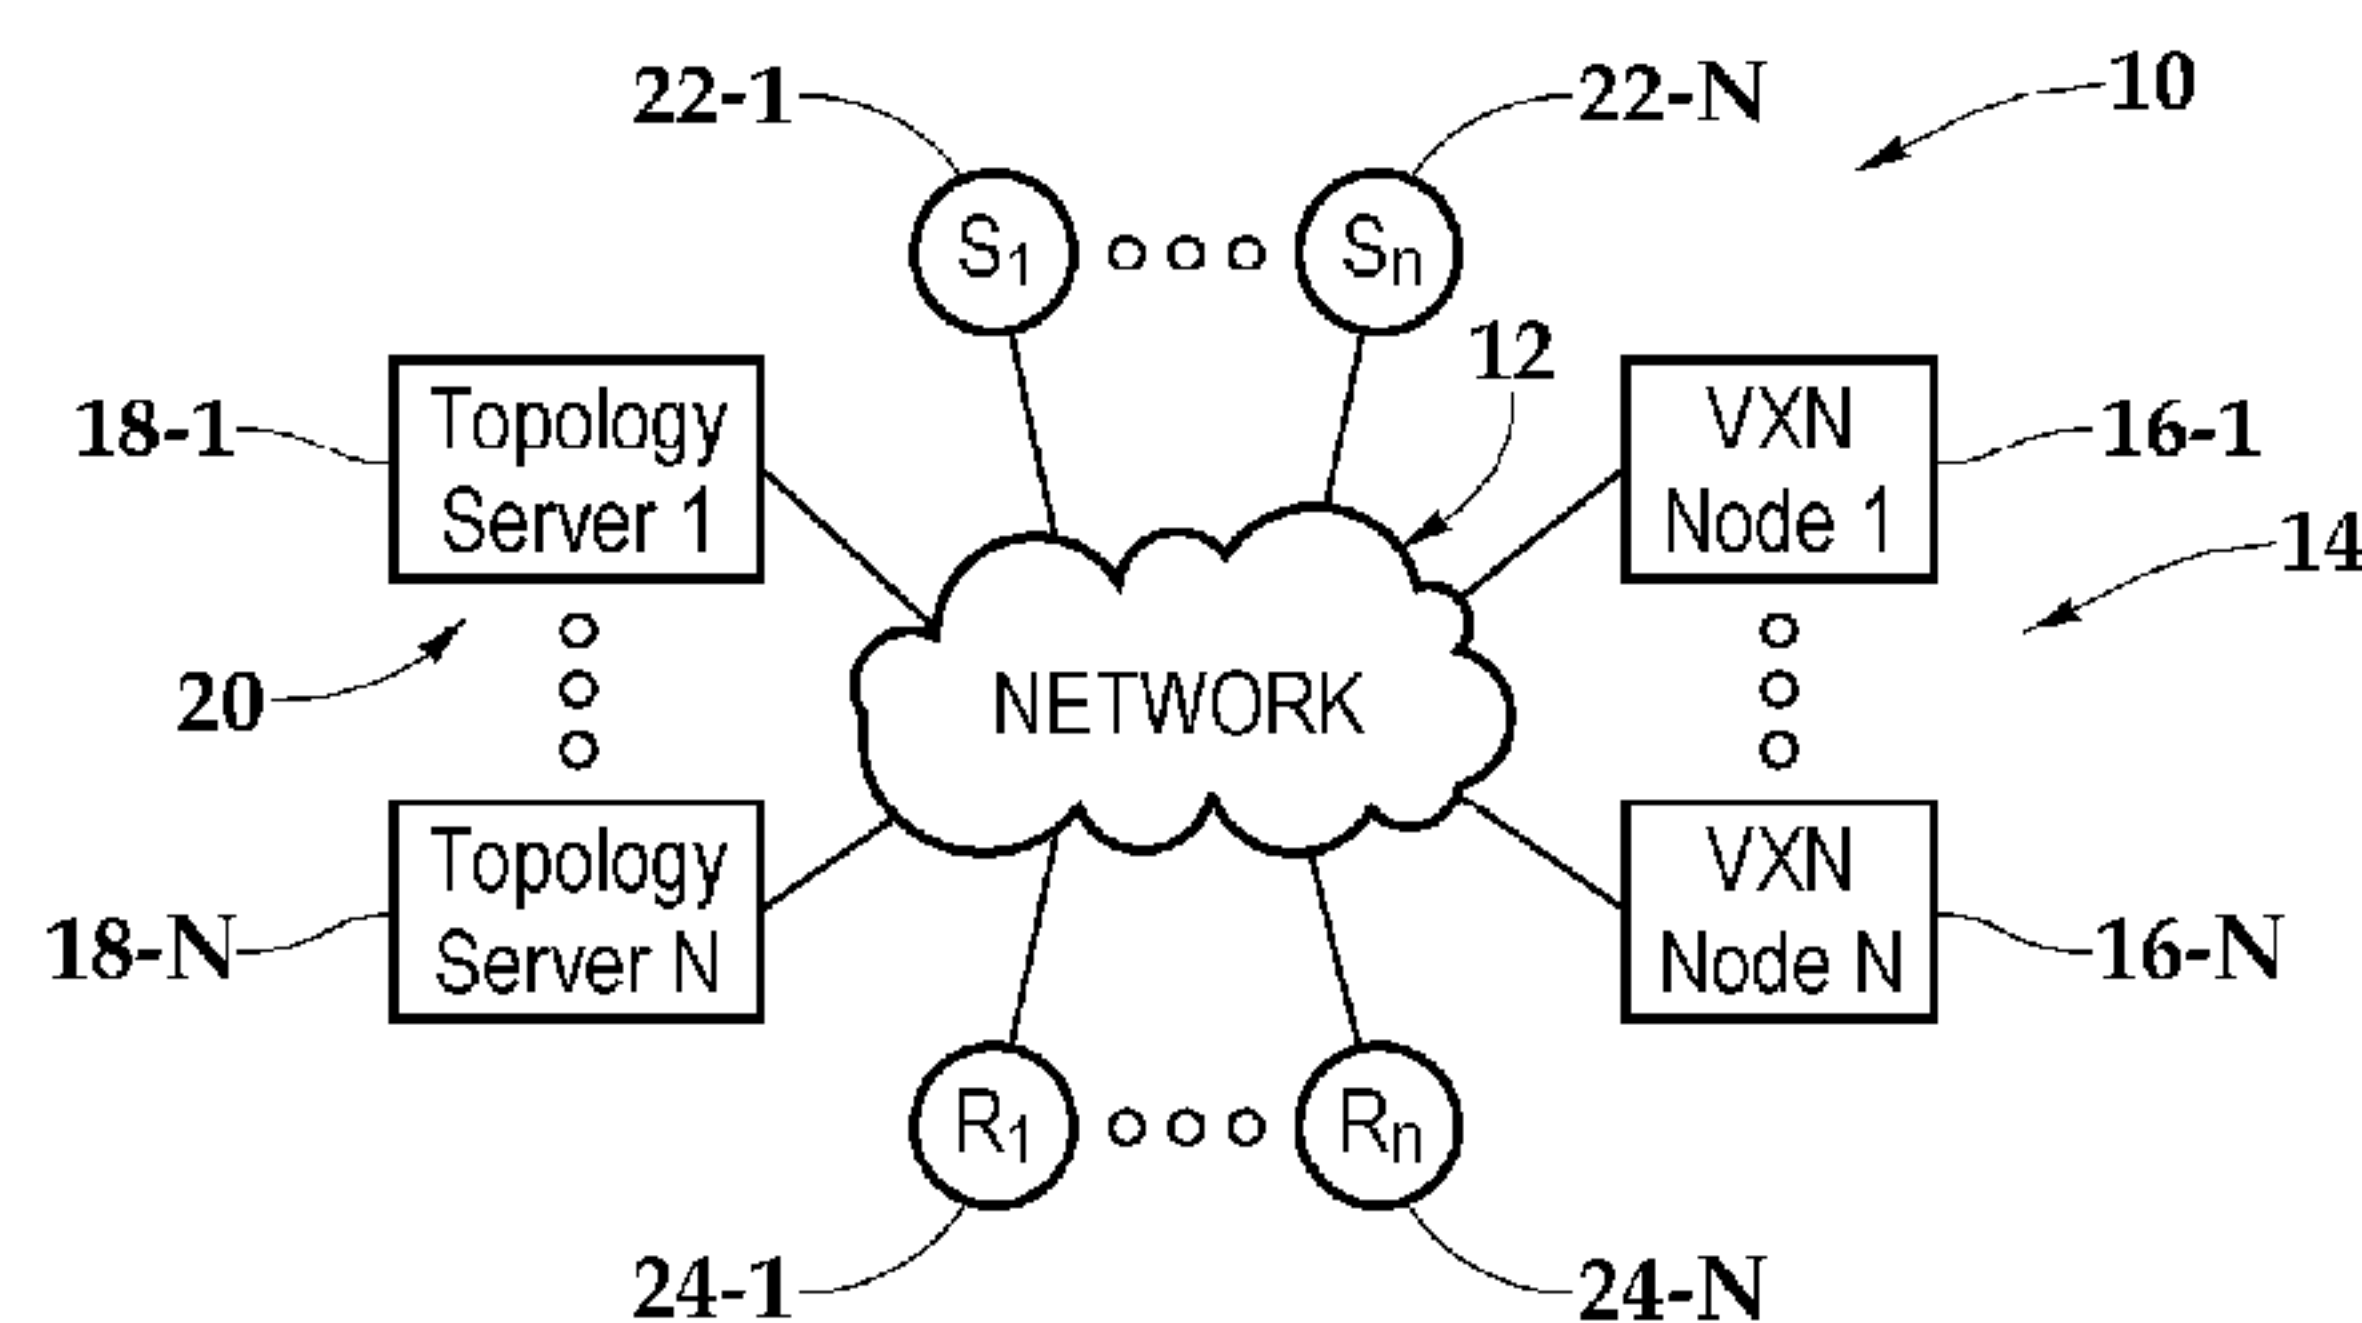 22-1
22-N
10
S1
Sn
12
18-1
Topology
Server 1
VXN
Node 1
16-1
14
20
NETWORK
18-N
Topology
Server N
VXN
Node N
16-N
R1
Rn
24-1
24-N